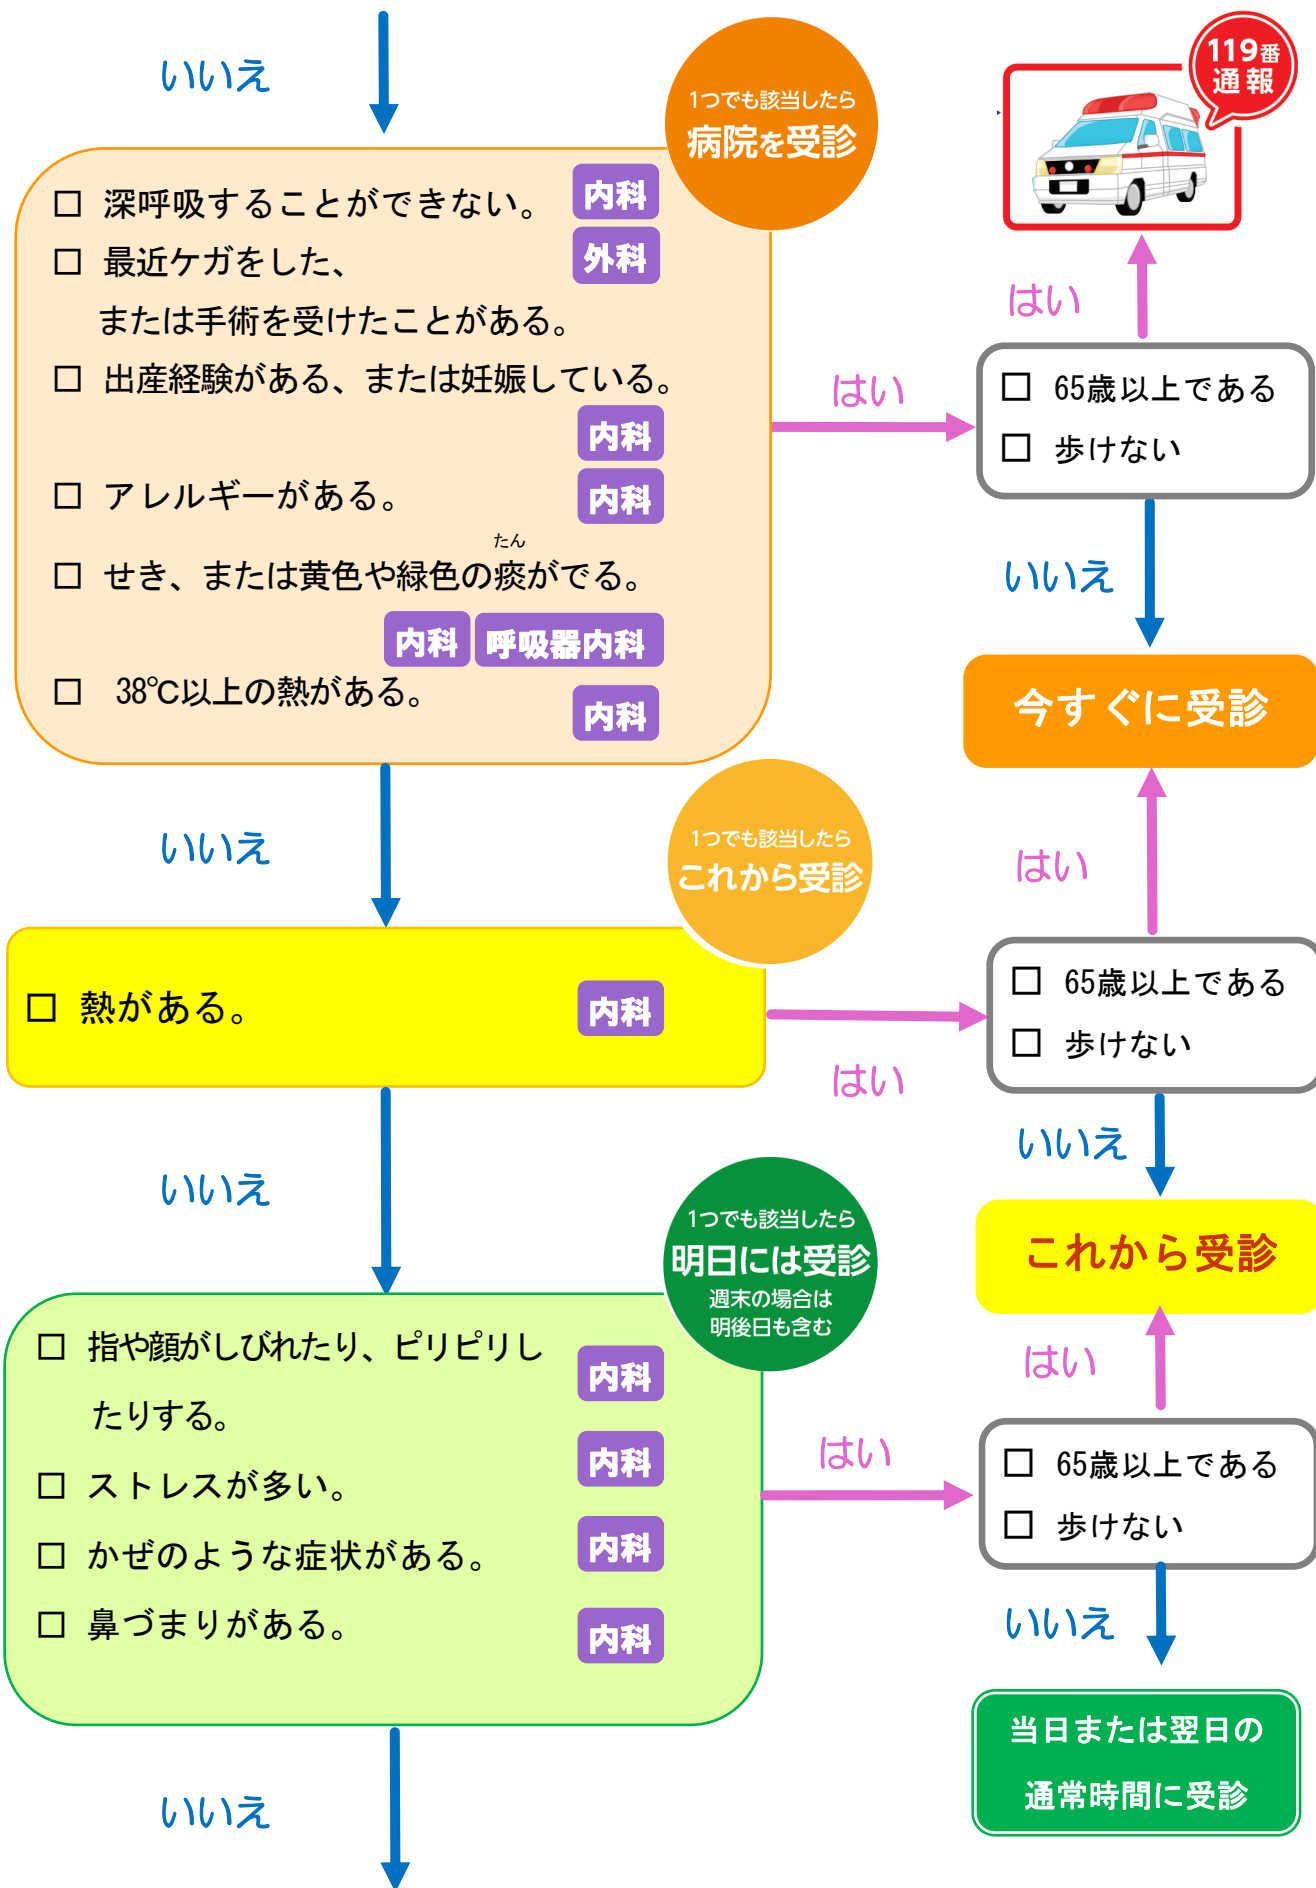 いいえ
1つでも該当したら
病院を受診
119番
通報
□ 深呼吸することができない。 内科
□ 最近ケガをした、 外科
または手術を受けたことがある。
□ 出産経験がある、または妊娠している。
内科
□ アレルギーがある。 内科
たん
□ せき、または黄色や緑色の痰がでる。
内科 呼吸器内科
□ 38℃以上の熱がある。 内科
はい
はい
□ 65歳以上である
□ 歩けない
いいえ
今すぐに受診
いいえ
1つでも該当したら
これから受診
はい
□ 熱がある。 内科
はい
□ 65歳以上である
□ 歩けない
いいえ
これから受診
いいえ
1つでも該当したら
明日には受診
週末の場合は
明後日も含む
□ 指や顔がしびれたり、ピリピリし 内科
たりする。
□ ストレスが多い。 内科
□ かぜのような症状がある。 内科
□ 鼻づまりがある。 内科
はい
はい
□ 65歳以上である
□ 歩けない
いいえ
当日または翌日の
通常時間に受診
いいえ